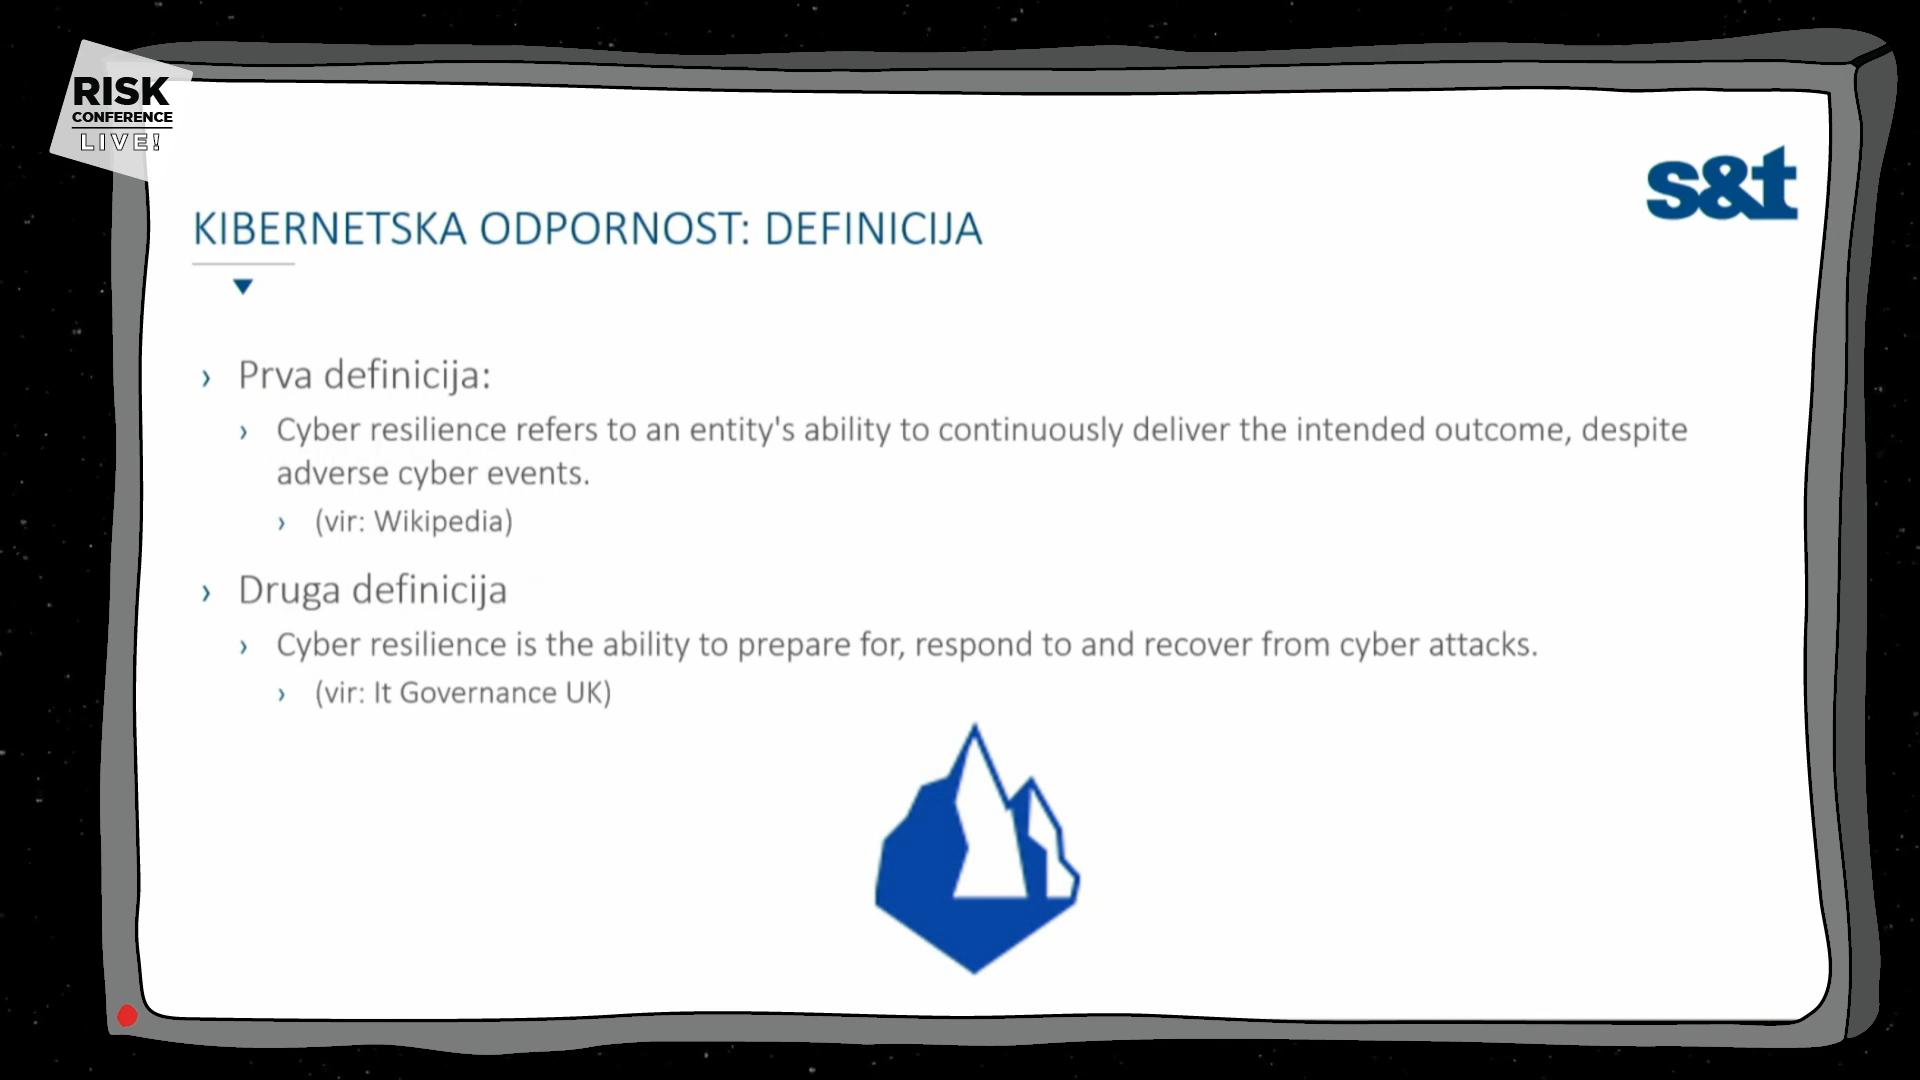 RISK
CONFERENCE
LIVE!
s&t
KIBERNETSKA ODPORNOST: DEFINICIJA
› Prva definicija:
› Cyber resilience refers to an entity's ability to continuously deliver the intended outcome, despite
adverse cyber events.
› (vir: Wikipedia)
› Druga definicija
› Cyber resilience is the ability to prepare for, respond to and recover from cyber attacks.
› (vir: It Governance UK)